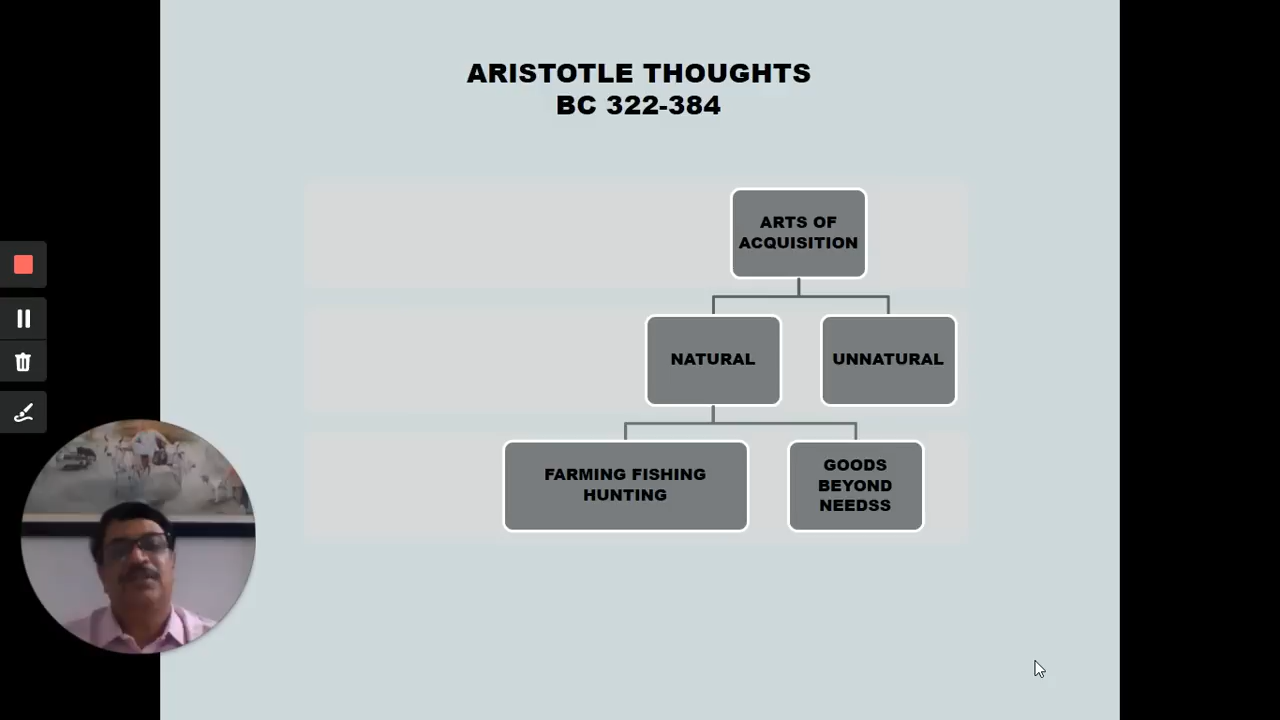 ARISTOTLE THOUGHTS
BC 322-384
ARTS OF
ACQUISITION
NATURAL
UNNATURAL
FARMING FISHING
HUNTING
GOODS
BEYOND
NEEDSS